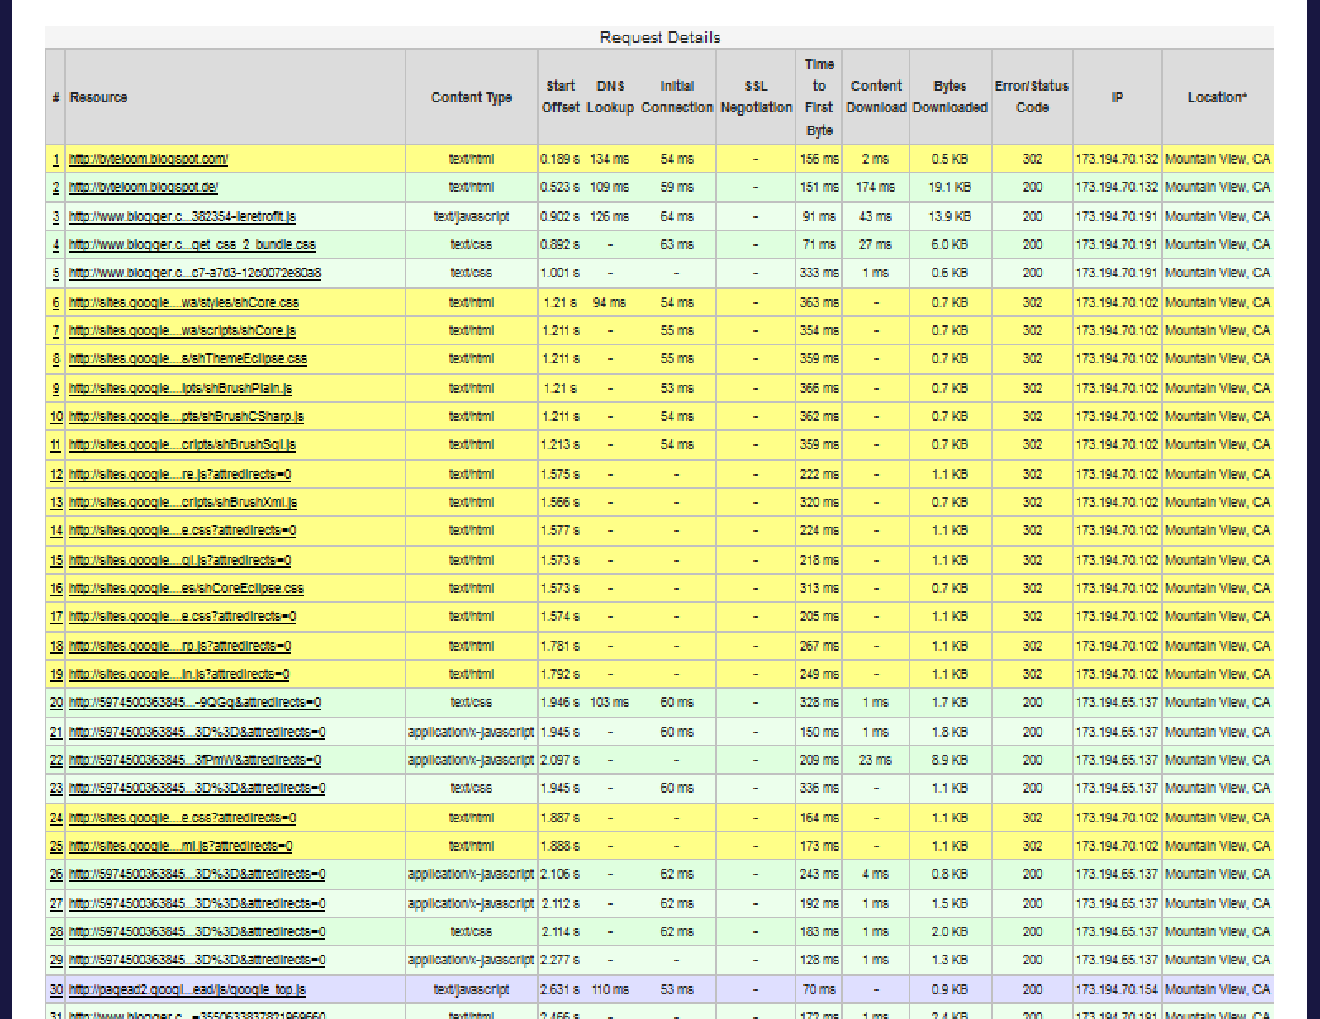 Request Details
# Resource Content Type Start Offset DNS Lookup Initial Connection SSL Negotiation Time to First Byte Content Download Bytes Downloaded Error/Status Code IP Location*
1 http://byteloom.blogspot.com/ text/html 0.189 s 134 ms 54 ms - 156 ms 2 ms 0.5 KB 302 173.194.70.132 Mountain View, CA
2 http://byteloom.blogspot.de/ text/html 0.523 s 109 ms 59 ms - 151 ms 174 ms 19.1 KB 200 173.194.70.132 Mountain View, CA
3 http://www.blogger.c...382354-ieretrofit.js text/javascript 0.902 s 126 ms 64 ms - 91 ms 43 ms 13.9 KB 200 173.194.70.191 Mountain View, CA
4 http://www.blogger.c...get_css_2_bundle.css text/css 0.892 s - 63 ms - 71 ms 27 ms 6.0 KB 200 173.194.70.191 Mountain View, CA
5 http://www.blogger.c...c7-a7d3-12c0072e80a8 text/css 1.001 s - - - 333 ms 1 ms 0.6 KB 200 173.194.70.191 Mountain View, CA
6 http://sites.google....wa/styles/shCore.css text/html 1.21 s 94 ms 54 ms - 363 ms - 0.7 KB 302 173.194.70.102 Mountain View, CA
7 http://sites.google....wa/scripts/shCore.js text/html 1.211 s - 55 ms - 354 ms - 0.7 KB 302 173.194.70.102 Mountain View, CA
8 http://sites.google....s/shThemeEclipse.css text/html 1.211 s - 55 ms - 359 ms - 0.7 KB 302 173.194.70.102 Mountain View, CA
9 http://sites.google....ipts/shBrushPlain.js text/html 1.21 s - 53 ms - 366 ms - 0.7 KB 302 173.194.70.102 Mountain View, CA
10 http://sites.google....pts/shBrushCSharp.js text/html 1.211 s - 54 ms - 362 ms - 0.7 KB 302 173.194.70.102 Mountain View, CA
11 http://sites.google....cripts/shBrushSql.js text/html 1.213 s - 54 ms - 359 ms - 0.7 KB 302 173.194.70.102 Mountain View, CA
12 http://sites.google....re.js?attredirects=0 text/html 1.575 s - - - 222 ms - 1.1 KB 302 173.194.70.102 Mountain View, CA
13 http://sites.google....cripts/shBrushXml.js text/html 1.566 s - - - 320 ms - 0.7 KB 302 173.194.70.102 Mountain View, CA
14 http://sites.google....e.css?attredirects=0 text/html 1.577 s - - - 224 ms - 1.1 KB 302 173.194.70.102 Mountain View, CA
15 http://sites.google....ql.js?attredirects=0 text/html 1.573 s - - - 218 ms - 1.1 KB 302 173.194.70.102 Mountain View, CA
16 http://sites.google....es/shCoreEclipse.css text/html 1.573 s - - - 313 ms - 0.7 KB 302 173.194.70.102 Mountain View, CA
17 http://sites.google....e.css?attredirects=0 text/html 1.574 s - - - 205 ms - 1.1 KB 302 173.194.70.102 Mountain View, CA
18 http://sites.google....rp.js?attredirects=0 text/html 1.781 s - - - 267 ms - 1.1 KB 302 173.194.70.102 Mountain View, CA
19 http://sites.google....in.js?attredirects=0 text/html 1.792 s - - - 249 ms - 1.1 KB 302 173.194.70.102 Mountain View, CA
20 http://5974500363845...-9QGg&attredirects=0 text/css 1.946 s 103 ms 60 ms - 328 ms 1 ms 1.7 KB 200 173.194.65.137 Mountain View, CA
21 http://5974500363845...3D%3D&attredirects=0 application/x-javascript 1.945 s - 60 ms - 150 ms 1 ms 1.8 KB 200 173.194.65.137 Mountain View, CA
22 http://5974500363845...3fPmW&attredirects=0 application/x-javascript 2.097 s - - - 209 ms 23 ms 8.9 KB 200 173.194.65.137 Mountain View, CA
23 http://5974500363845...3D%3D&attredirects=0 text/css 1.945 s - 60 ms - 336 ms - 1.1 KB 200 173.194.65.137 Mountain View, CA
24 http://sites.google....e.css?attredirects=0 text/html 1.887 s - - - 164 ms - 1.1 KB 302 173.194.70.102 Mountain View, CA
25 http://sites.google....ml.js?attredirects=0 text/html 1.888 s - - - 173 ms - 1.1 KB 302 173.194.70.102 Mountain View, CA
26 http://5974500363845...3D%3D&attredirects=0 application/x-javascript 2.106 s - 62 ms - 243 ms 4 ms 0.8 KB 200 173.194.65.137 Mountain View, CA
27 http://5974500363845...3D%3D&attredirects=0 application/x-javascript 2.112 s - 62 ms - 192 ms 1 ms 1.5 KB 200 173.194.65.137 Mountain View, CA
28 http://5974500363845...3D%3D&attredirects=0 text/css 2.114 s - 62 ms - 183 ms 1 ms 2.0 KB 200 173.194.65.137 Mountain View, CA
29 http://5974500363845...3D%3D&attredirects=0 application/x-javascript 2.277 s - - - 128 ms 1 ms 1.3 KB 200 173.194.65.137 Mountain View, CA
30 http://pagead2.googl...ead/js/google_top.js text/javascript 2.631 s 110 ms 53 ms - 70 ms - 0.9 KB 200 173.194.70.154 Mountain View, CA
31 http://www.blogger.c...=3550633837821969660 text/html 2.466 s - - - 172 ms 1 ms 2.4 KB 200 173.194.70.191 Mountain View, CA